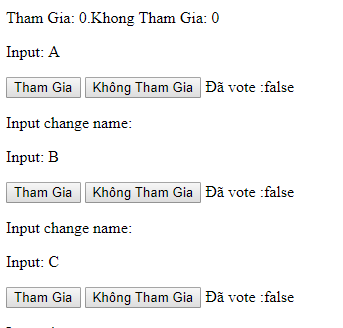 Tham Gia: 0.Khong Tham Gia: 0
Input: A
Tham Gia Không Tham Gia Đã vote :false
Input change name:
Input: B
Tham Gia Không Tham Gia Đã vote :false
Input change name:
Input: C
Tham Gia Không Tham Gia Đã vote :false